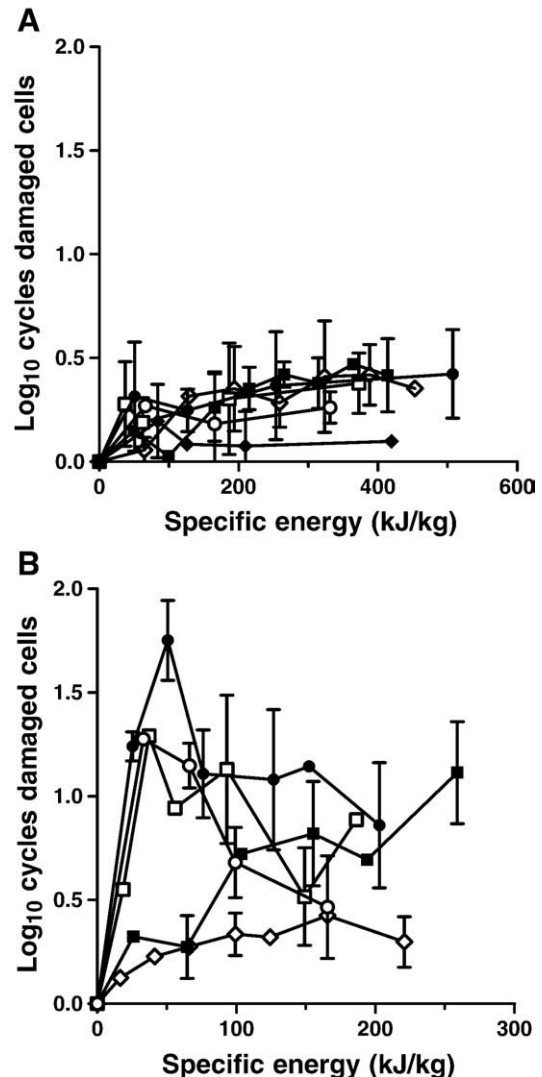 A
2.0
1.5
1.0
0.5
0.0
Log₁₀ cycles damaged cells
0 200 400 600
Specific energy (kJ/kg)
B
2.0
1.5
1.0
0.5
0.0
Log₁₀ cycles damaged cells
0 100 200 300
Specific energy (kJ/kg)